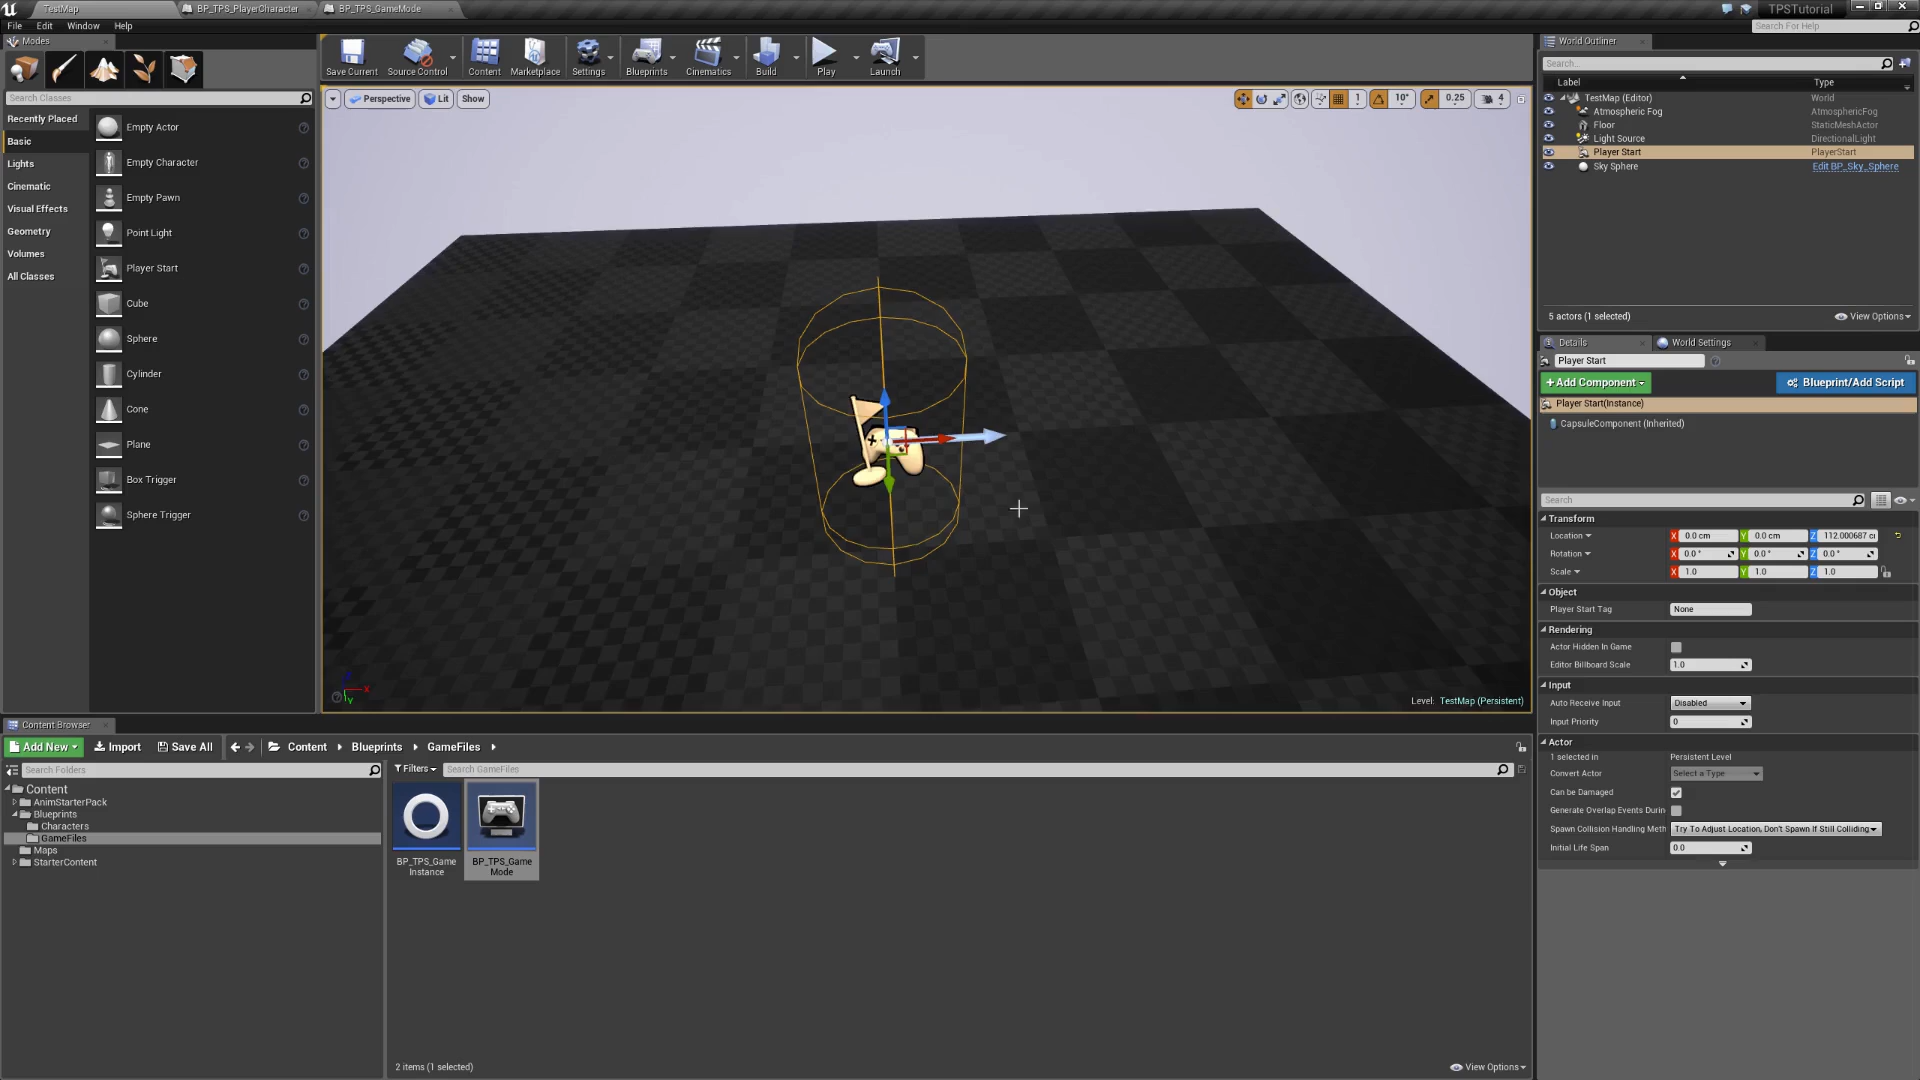 TestMap
BP_TPS_PlayerCharacter
BP_TPS_GameMode
TPSTutorial
File Edit Window Help
Search For Help
Modes
Search Classes
Recently Placed
Basic
Lights
Cinematic
Visual Effects
Geometry
Volumes
All Classes
Empty Actor
Empty Character
Empty Pawn
Point Light
Player Start
Cube
Sphere
Cylinder
Cone
Plane
Box Trigger
Sphere Trigger
Save Current Source Control Content Marketplace Settings Blueprints Cinematics Build Play Launch
Perspective Lit Show
1 10° 0.25 4
X
Y
Level: TestMap (Persistent)
World Outliner
Search...
Label Type
TestMap (Editor) World
Atmospheric Fog AtmosphericFog
Floor StaticMeshActor
Light Source DirectionalLight
Player Start PlayerStart
Sky Sphere Edit BP_Sky_Sphere
5 actors (1 selected) View Options
Details World Settings
Player Start
+Add Component Blueprint/Add Script
Player Start(Instance)
CapsuleComponent (Inherited)
Search
Transform
Location X 0.0 cm Y 0.0 cm Z 112.000687 c
Rotation X 0.0 ° Y 0.0 ° Z 0.0 °
Scale X 1.0 Y 1.0 Z 1.0
Object
Player Start Tag None
Rendering
Actor Hidden In Game
Editor Billboard Scale 1.0
Input
Auto Receive Input Disabled
Input Priority 0
Actor
1 selected in Persistent Level
Convert Actor Select a Type
Can be Damaged
Generate Overlap Events Durin
Spawn Collision Handling Meth Try To Adjust Location, Don't Spawn If Still Colliding
Initial Life Span 0.0
Content Browser
Add New Import Save All Content Blueprints GameFiles
Search Folders
Filters Search GameFiles
Content
AnimStarterPack
Blueprints
Characters
GameFiles
Maps
StarterContent
BP_TPS_Game
Instance
BP_TPS_Game
Mode
2 items (1 selected)
View Options